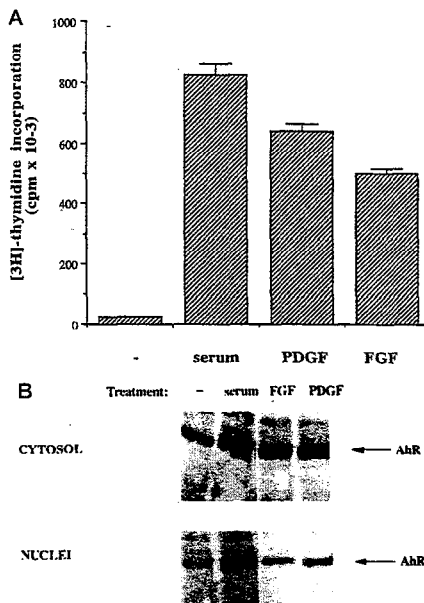 A
[3H]-thymidine incorporation
(cpm x 10-3)
1000
800
600
400
200
0
- serum PDGF FGF
B
Treatment: - serum FGF PDGF
CYTOSOL
AhR
NUCLEI
AhR